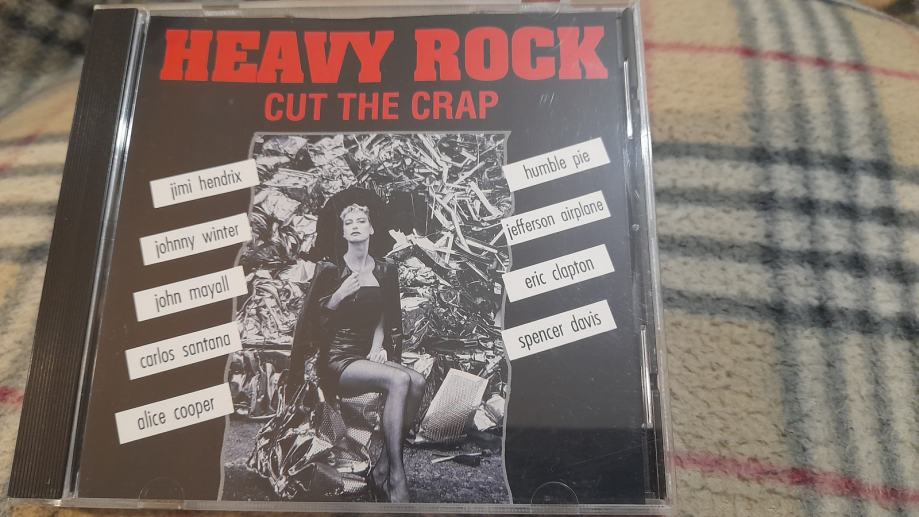 HEAVY ROCK
CUT THE CRAP
jimi hendrix
johnny winter
john mayall
carlos santana
alice cooper
humble pie
jefferson airplane
eric clapton
spencer davis